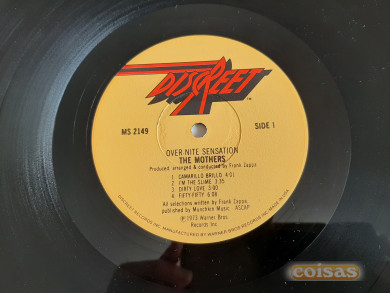 DISCREET
TM
MS 2149
SIDE 1
OVER-NITE SENSATION
THE MOTHERS
Produced, arranged & conducted by Frank Zappa
1. CAMARILLO BRILLO 4:01
2. I'M THE SLIME 3:35
3. DIRTY LOVE 3:00
4. FIFTY-FIFTY 6:08
All selections written by Frank Zappa,
published by Munchkin Music ASCAP
Ⓟ 1973 Warner Bros.
Records Inc.
coisas